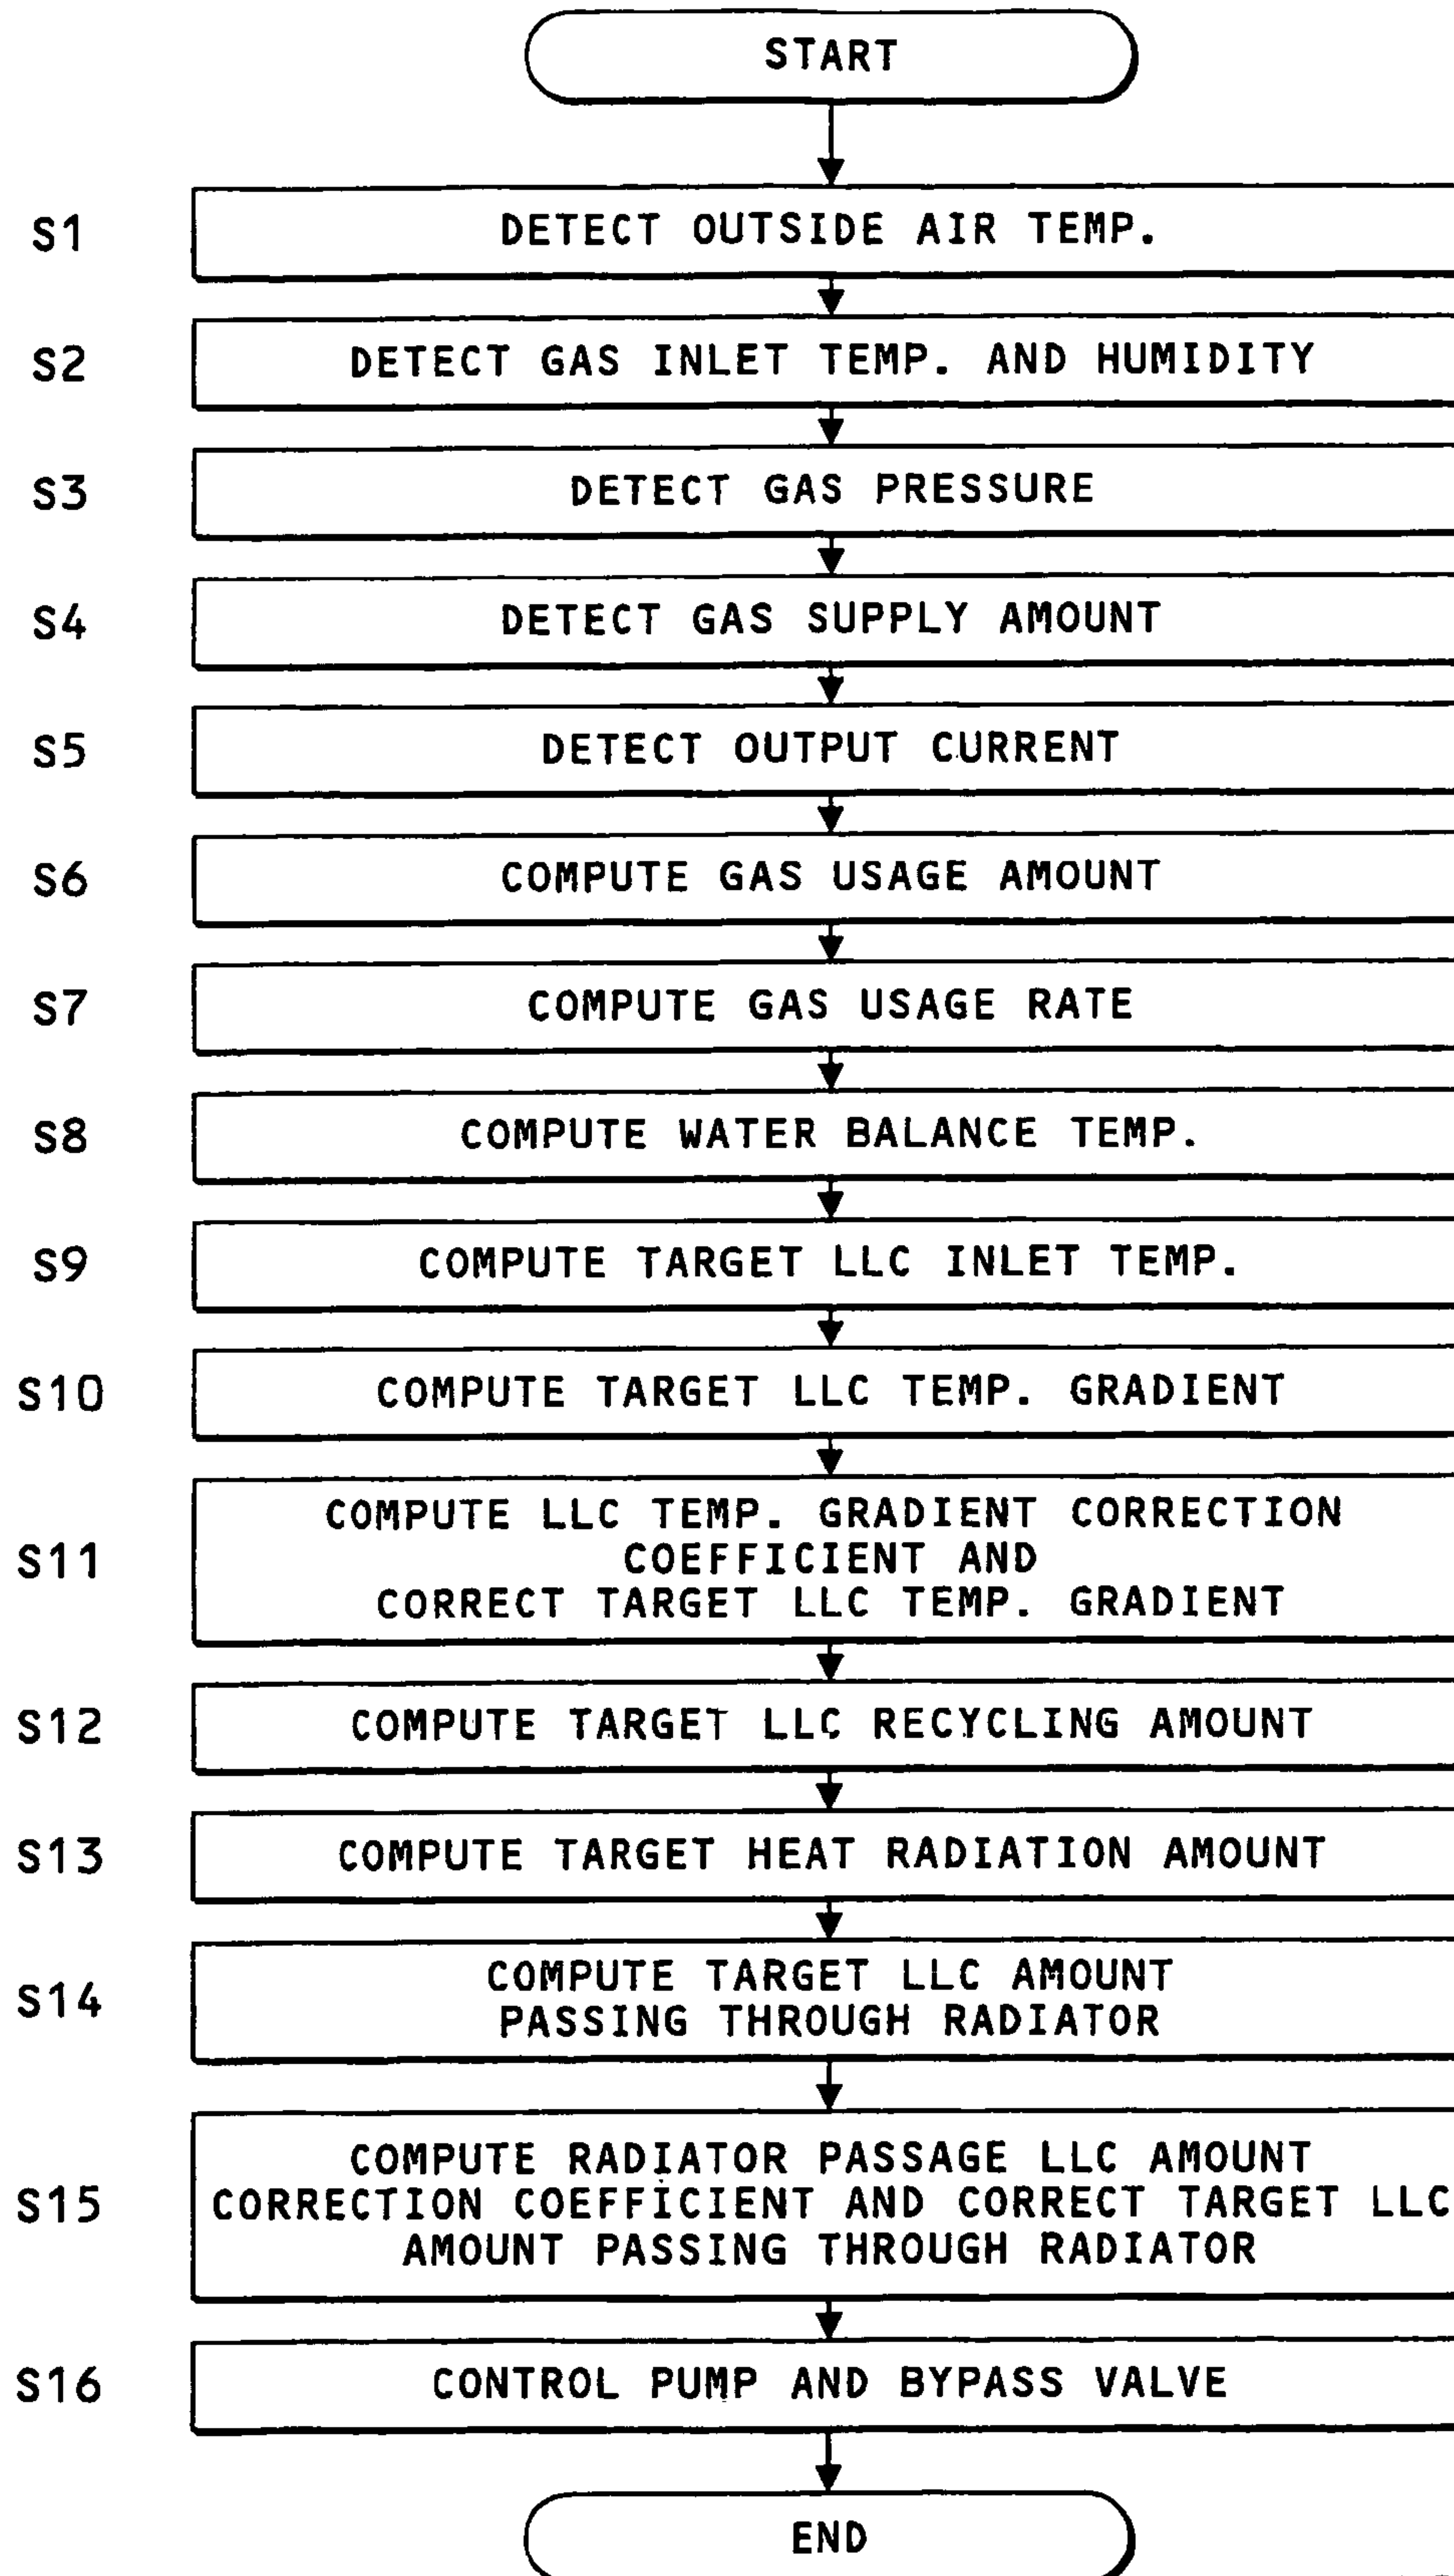 START
S1 DETECT OUTSIDE AIR TEMP.
S2 DETECT GAS INLET TEMP. AND HUMIDITY
S3 DETECT GAS PRESSURE
S4 DETECT GAS SUPPLY AMOUNT
S5 DETECT OUTPUT CURRENT
S6 COMPUTE GAS USAGE AMOUNT
S7 COMPUTE GAS USAGE RATE
S8 COMPUTE WATER BALANCE TEMP.
S9 COMPUTE TARGET LLC INLET TEMP.
S10 COMPUTE TARGET LLC TEMP. GRADIENT
COMPUTE LLC TEMP. GRADIENT CORRECTION
S11 COEFFICIENT AND
CORRECT TARGET LLC TEMP. GRADIENT
S12 COMPUTE TARGET LLC RECYCLING AMOUNT
S13 COMPUTE TARGET HEAT RADIATION AMOUNT
S14 COMPUTE TARGET LLC AMOUNT
PASSING THROUGH RADIATOR
COMPUTE RADIATOR PASSAGE LLC AMOUNT
S15 CORRECTION COEFFICIENT AND CORRECT TARGET LLC
AMOUNT PASSING THROUGH RADIATOR
S16 CONTROL PUMP AND BYPASS VALVE
END